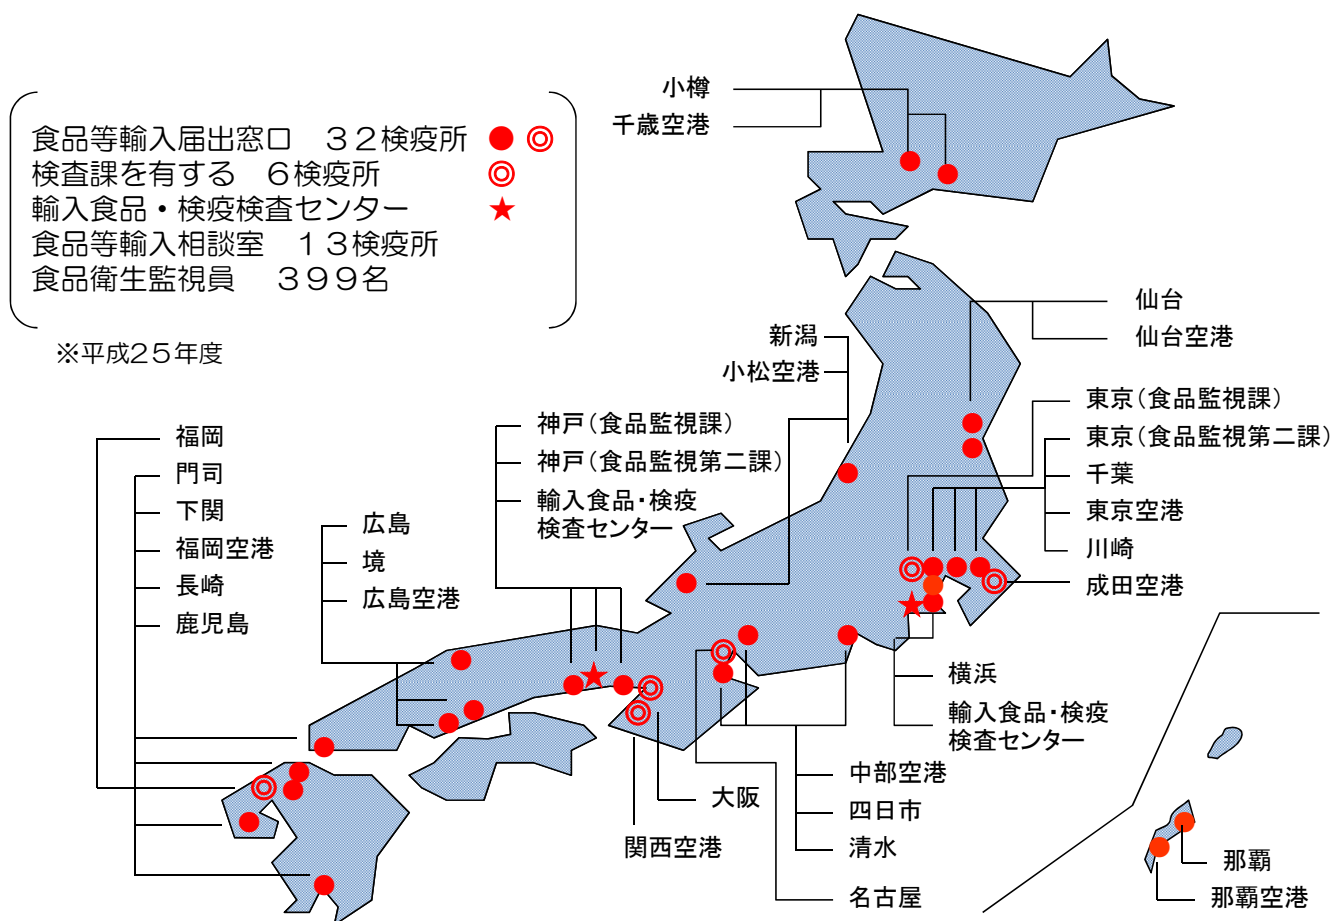 食品等輸入届出窓口　３２検疫所
検査課を有する　６検疫所
輸入食品・検疫検査センター
食品等輸入相談室　１３検疫所
食品衛生監視員　３９９名
※平成２５年度
小樽
千歳空港
仙台
仙台空港
新潟
小松空港
東京（食品監視課）
東京（食品監視第二課）
千葉
東京空港
川崎
成田空港
神戸（食品監視課）
神戸（食品監視第二課）
輸入食品・検疫
検査センター
福岡
門司
下関
福岡空港
長崎
鹿児島
広島
境
広島空港
横浜
輸入食品・検疫
検査センター
中部空港
四日市
清水
名古屋
大阪
関西空港
那覇
那覇空港